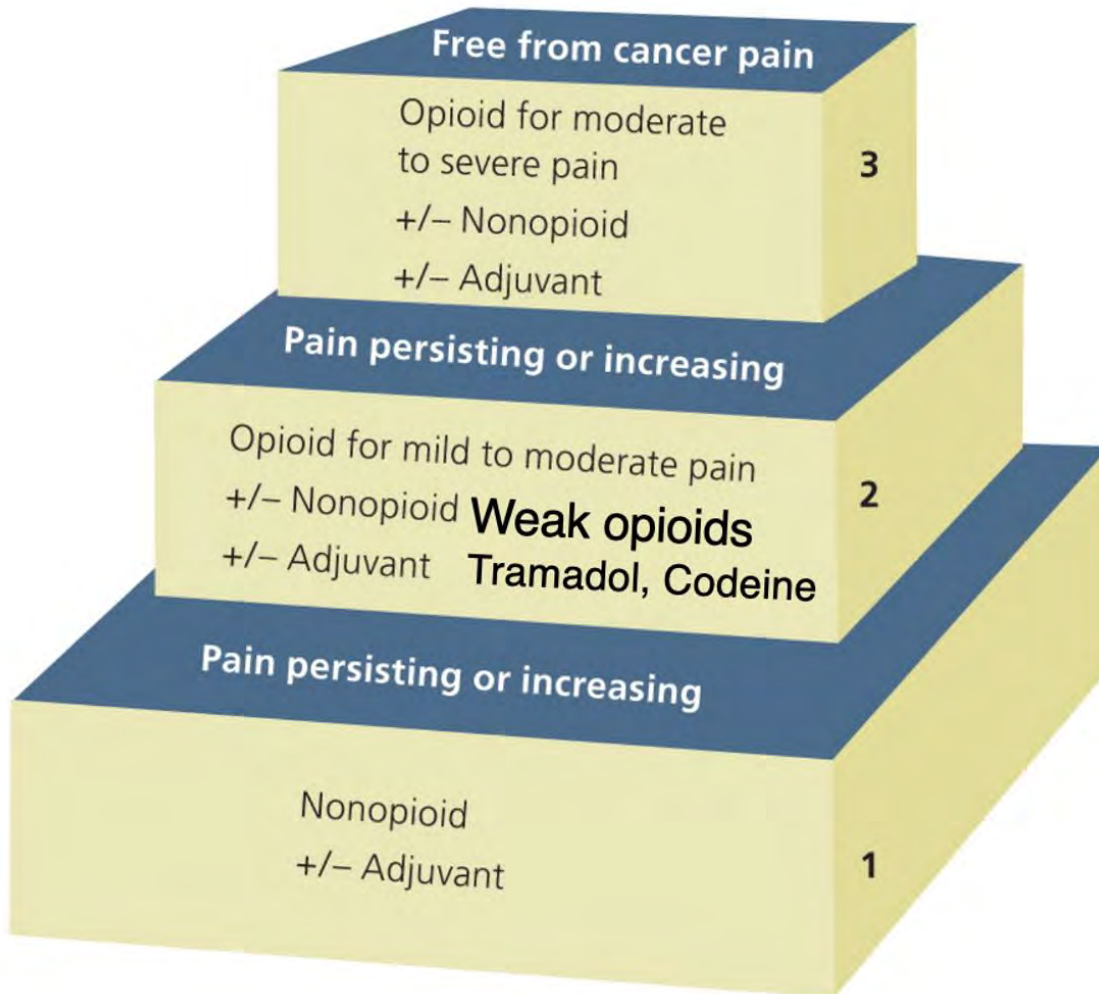 Free from cancer pain
Opioid for moderate
to severe pain
+/– Nonopioid
+/– Adjuvant
3
Pain persisting or increasing
Opioid for mild to moderate pain
+/– Nonopioid Weak opioids
+/– Adjuvant Tramadol, Codeine
2
Pain persisting or increasing
Nonopioid
+/– Adjuvant
1